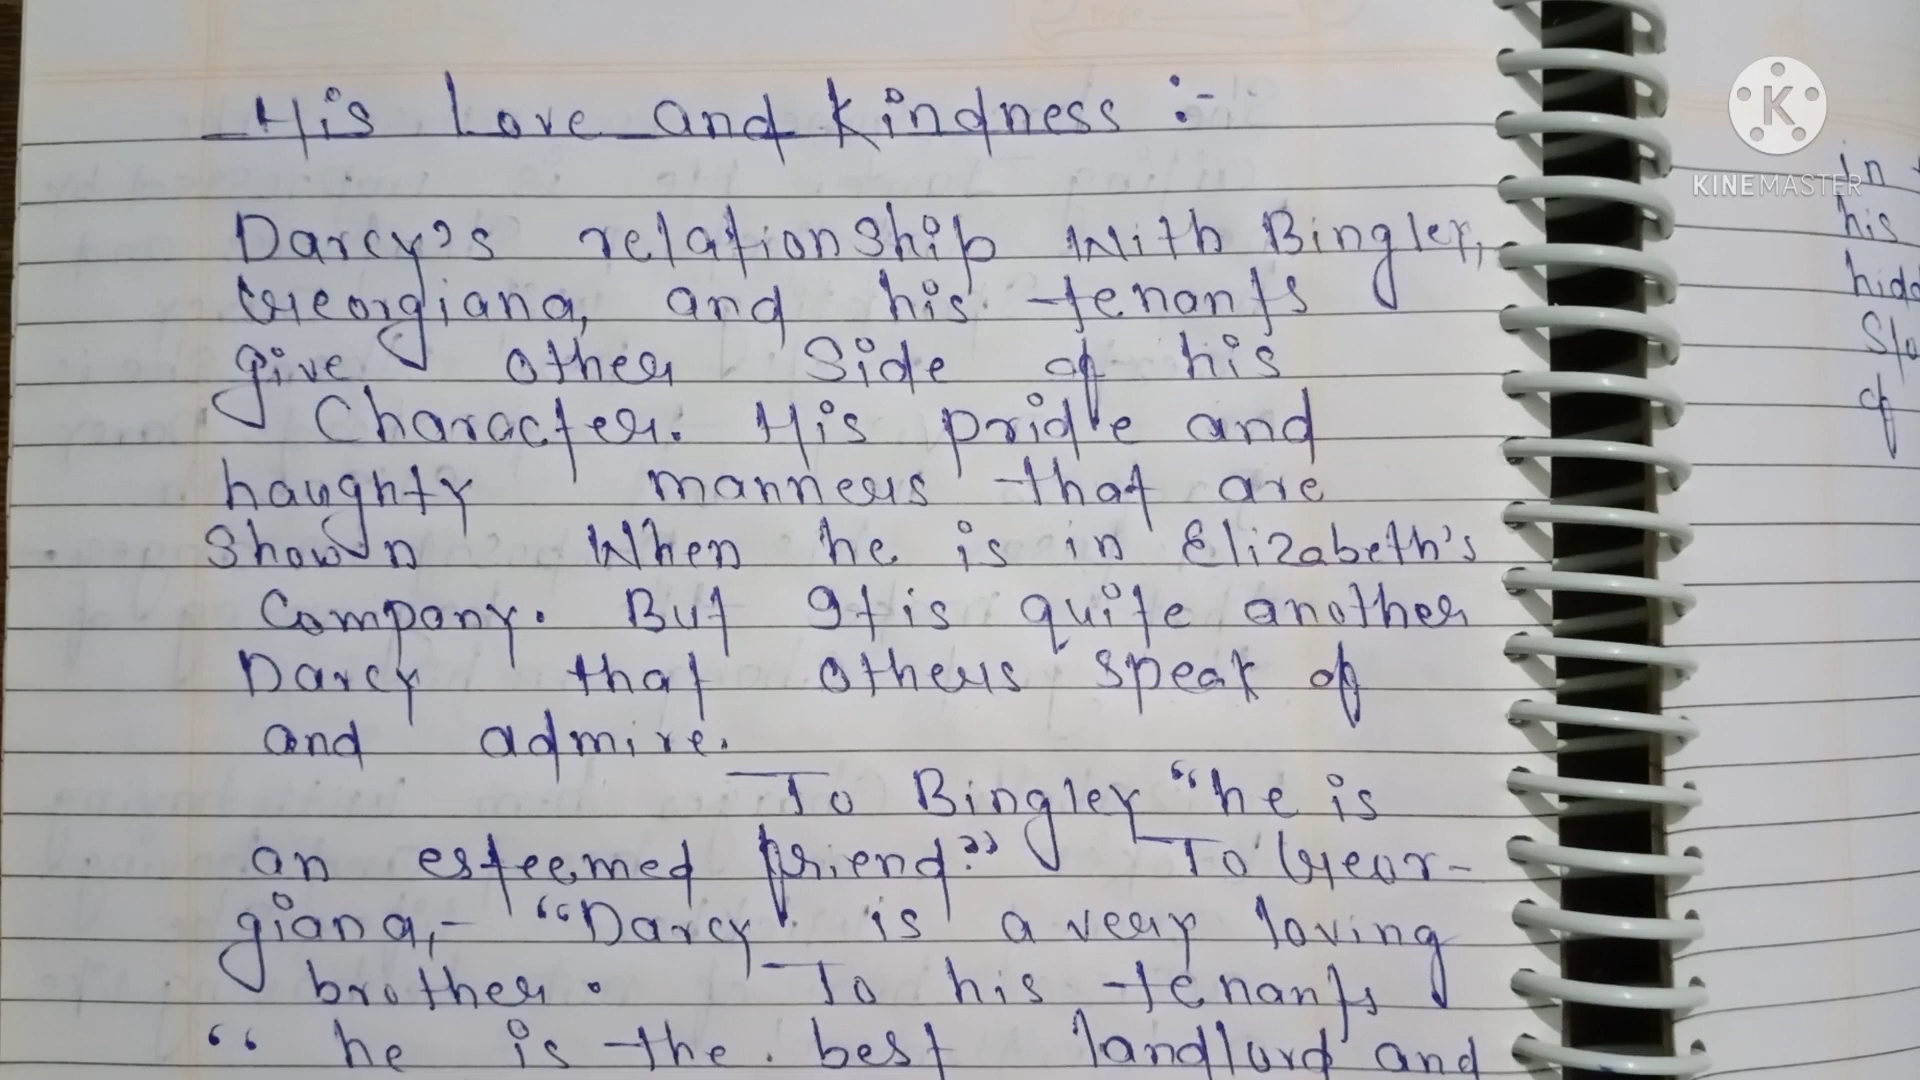 His Love and Kindness :-
Darcy's relationship With Bingley,
Georgiana, and his tenants
give other Side of his
Character. His pride and
haughty manners that are
Shown When he is in Elizabeth's
Company. But It is quite another
Darcy that others speak of
and admire.
To Bingley "he is
an esteemed friend." To Geor-
giana,- "Darcy is a very loving
brother. To his tenants
" he is the best landlord and
K
KINEMASTER
in
his
of